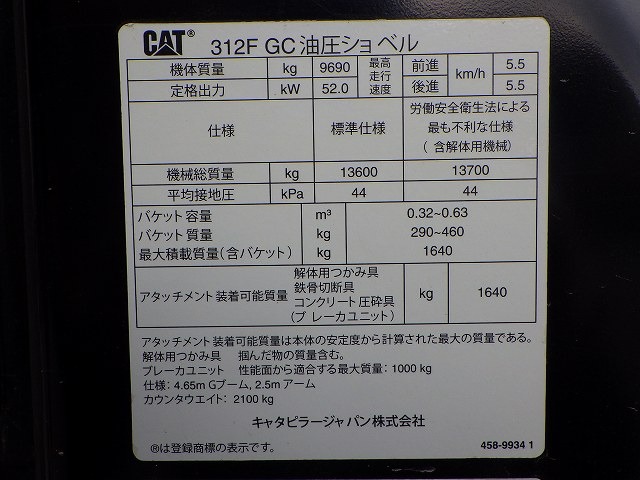 CAT® 312F GC 油圧ショベル
機体質量 kg 9690 最高走行速度 前進 km/h 5.5
定格出力 kW 52.0 後進 5.5
仕様 標準仕様 労働安全衛生法による最も不利な仕様(含解体用機械)
機械総質量 kg 13600 13700
平均接地圧 kPa 44 44
バケット容量 m³ 0.32~0.63
バケット質量 kg 290~460
最大積載質量(含バケット) kg 1640
アタッチメント装着可能質量 解体用つかみ具 鉄骨切断具 コンクリート圧砕具 (ブレーカユニット) kg 1640
アタッチメント装着可能質量は本体の安定度から計算された最大の質量である。
解体用つかみ具 掴んだ物の質量含む。
ブレーカユニット 性能面から適合する最大質量: 1000 kg
仕様: 4.65m Gブーム, 2.5m アーム
カウンタウエイト: 2100 kg
キャタピラージャパン株式会社
®は登録商標の表示です。 458-9934 1